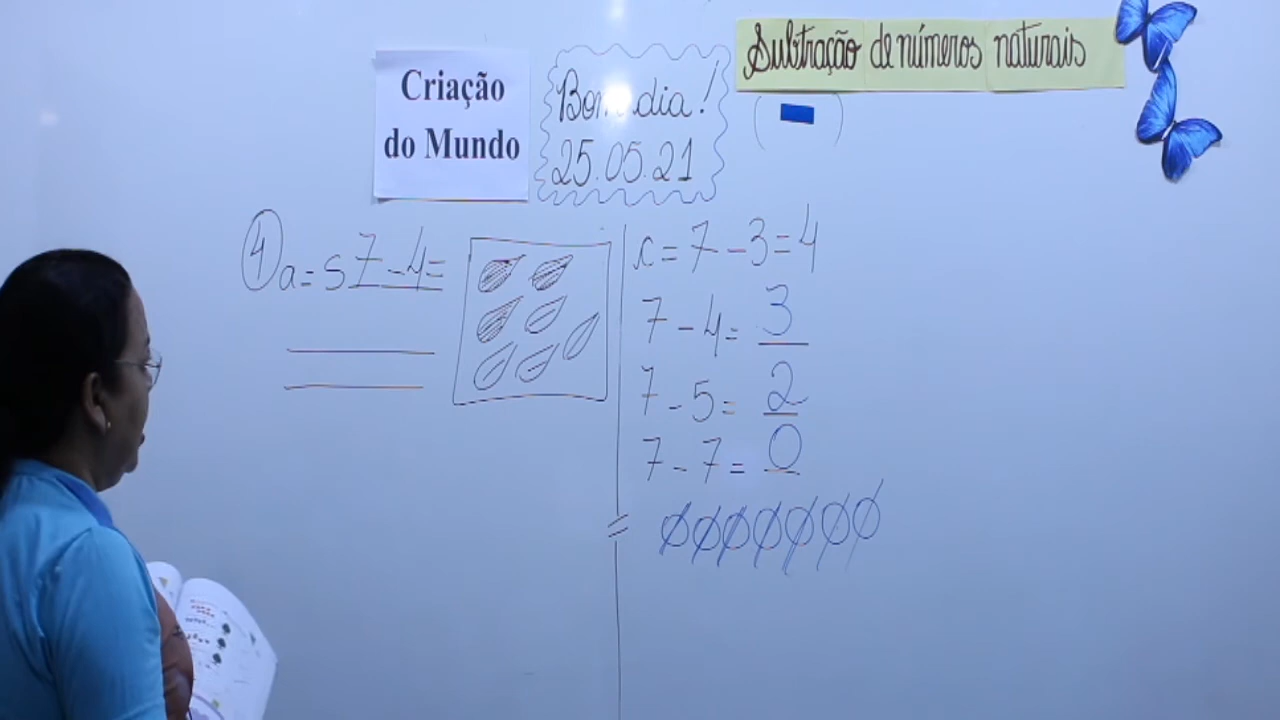 Criação
do Mundo
Bom dia!
25.05.21
Subtração de números naturais
(-)
4 a = s 7 - 4 =
c = 7 - 3 = 4
7 - 4 = 3
7 - 5 = 2
7 - 7 = 0